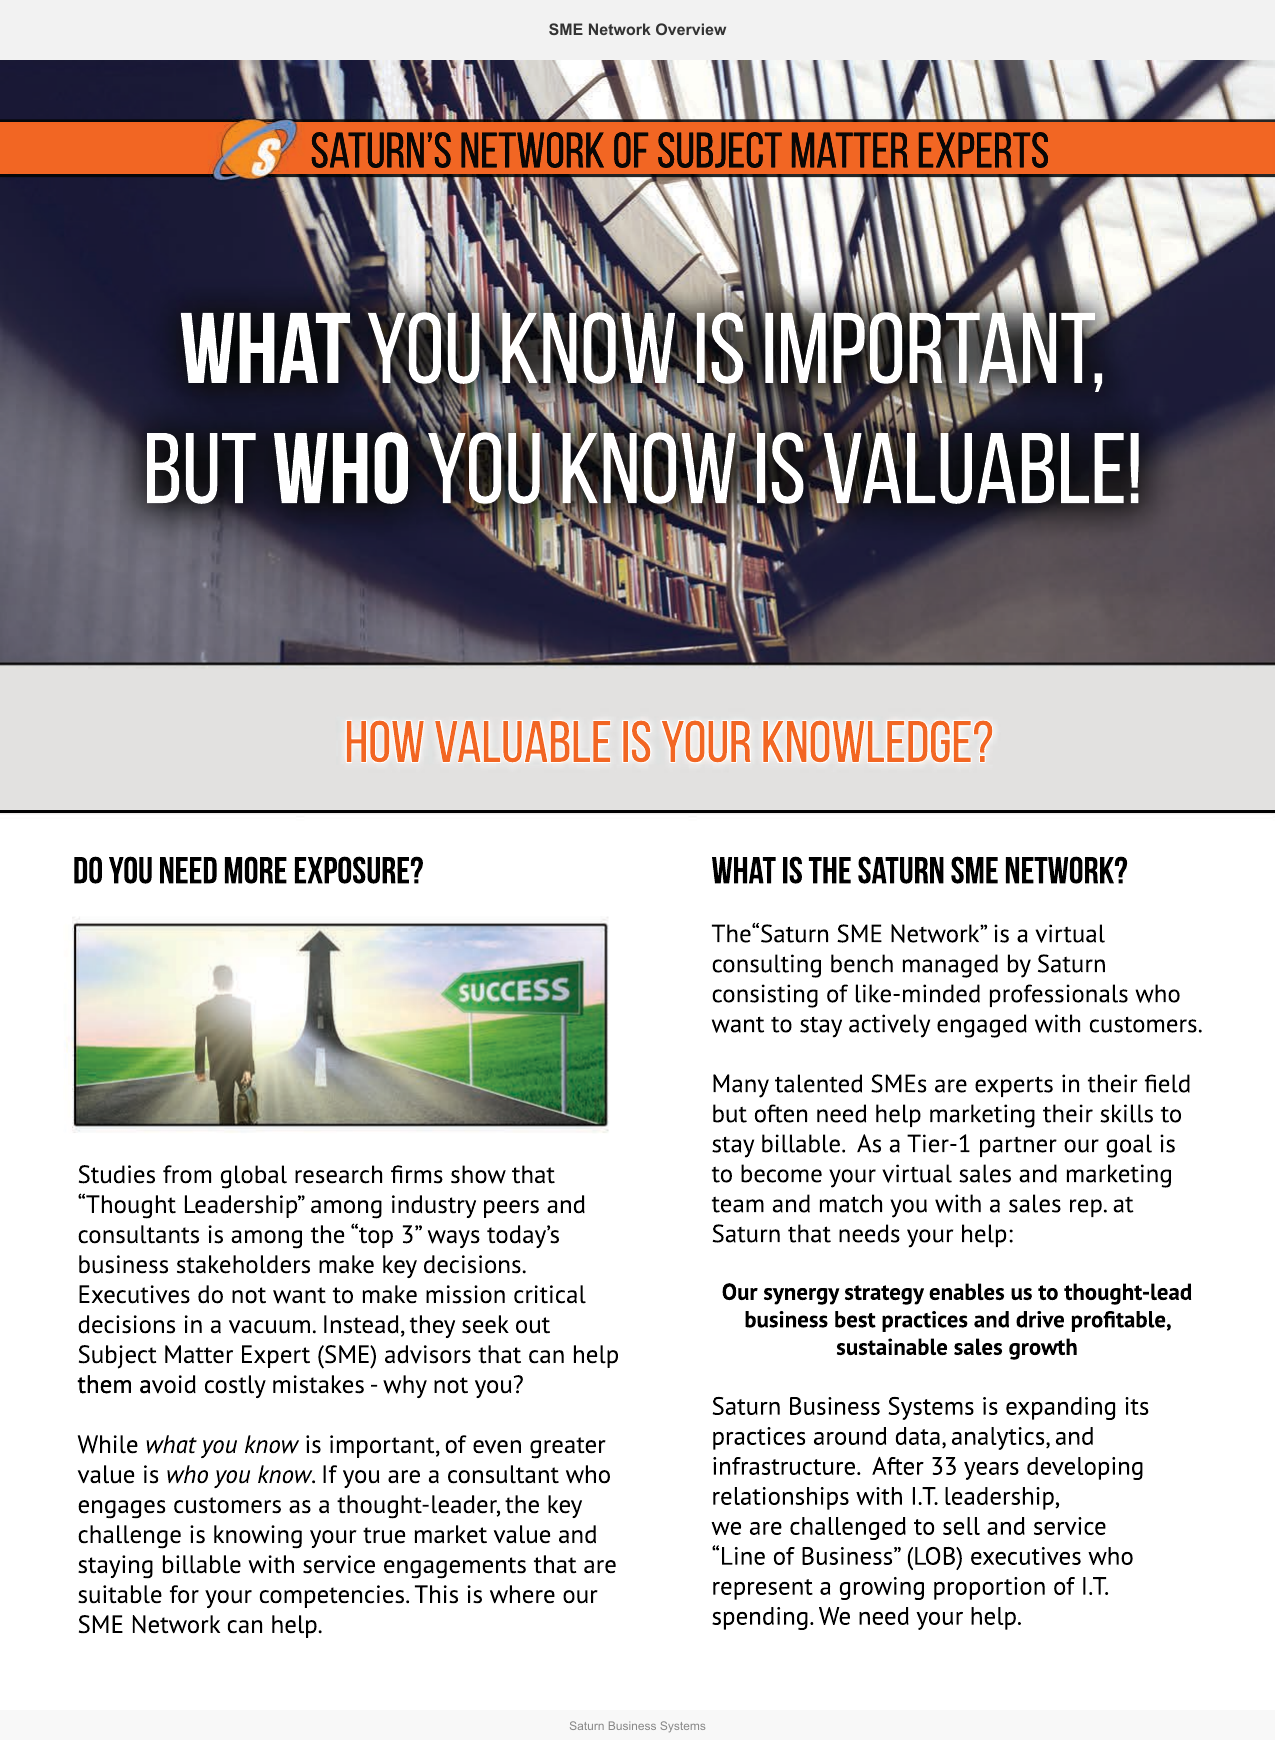 SME Network Overview
S
SATURN'S NETWORK OF SUBJECT MATTER EXPERTS
WHAT YOU KNOW IS IMPORTANT,
BUT WHO YOU KNOW IS VALUABLE!
HOW VALUABLE IS YOUR KNOWLEDGE?
DO YOU NEED MORE EXPOSURE?
SUCCESS
Studies from global research firms show that
“Thought Leadership” among industry peers and
consultants is among the “top 3” ways today’s
business stakeholders make key decisions.
Executives do not want to make mission critical
decisions in a vacuum. Instead, they seek out
Subject Matter Expert (SME) advisors that can help
them avoid costly mistakes - why not you?
While what you know is important, of even greater
value is who you know. If you are a consultant who
engages customers as a thought-leader, the key
challenge is knowing your true market value and
staying billable with service engagements that are
suitable for your competencies. This is where our
SME Network can help.
WHAT IS THE SATURN SME NETWORK?
The“Saturn SME Network” is a virtual
consulting bench managed by Saturn
consisting of like-minded professionals who
want to stay actively engaged with customers.
Many talented SMEs are experts in their field
but often need help marketing their skills to
stay billable.  As a Tier-1 partner our goal is
to become your virtual sales and marketing
team and match you with a sales rep. at
Saturn that needs your help:
Our synergy strategy enables us to thought-lead
business best practices and drive profitable,
sustainable sales growth
Saturn Business Systems is expanding its
practices around data, analytics, and
infrastructure.  After 33 years developing
relationships with I.T. leadership,
we are challenged to sell and service
“Line of Business” (LOB) executives who
represent a growing proportion of I.T.
spending. We need your help.
Saturn Business Systems